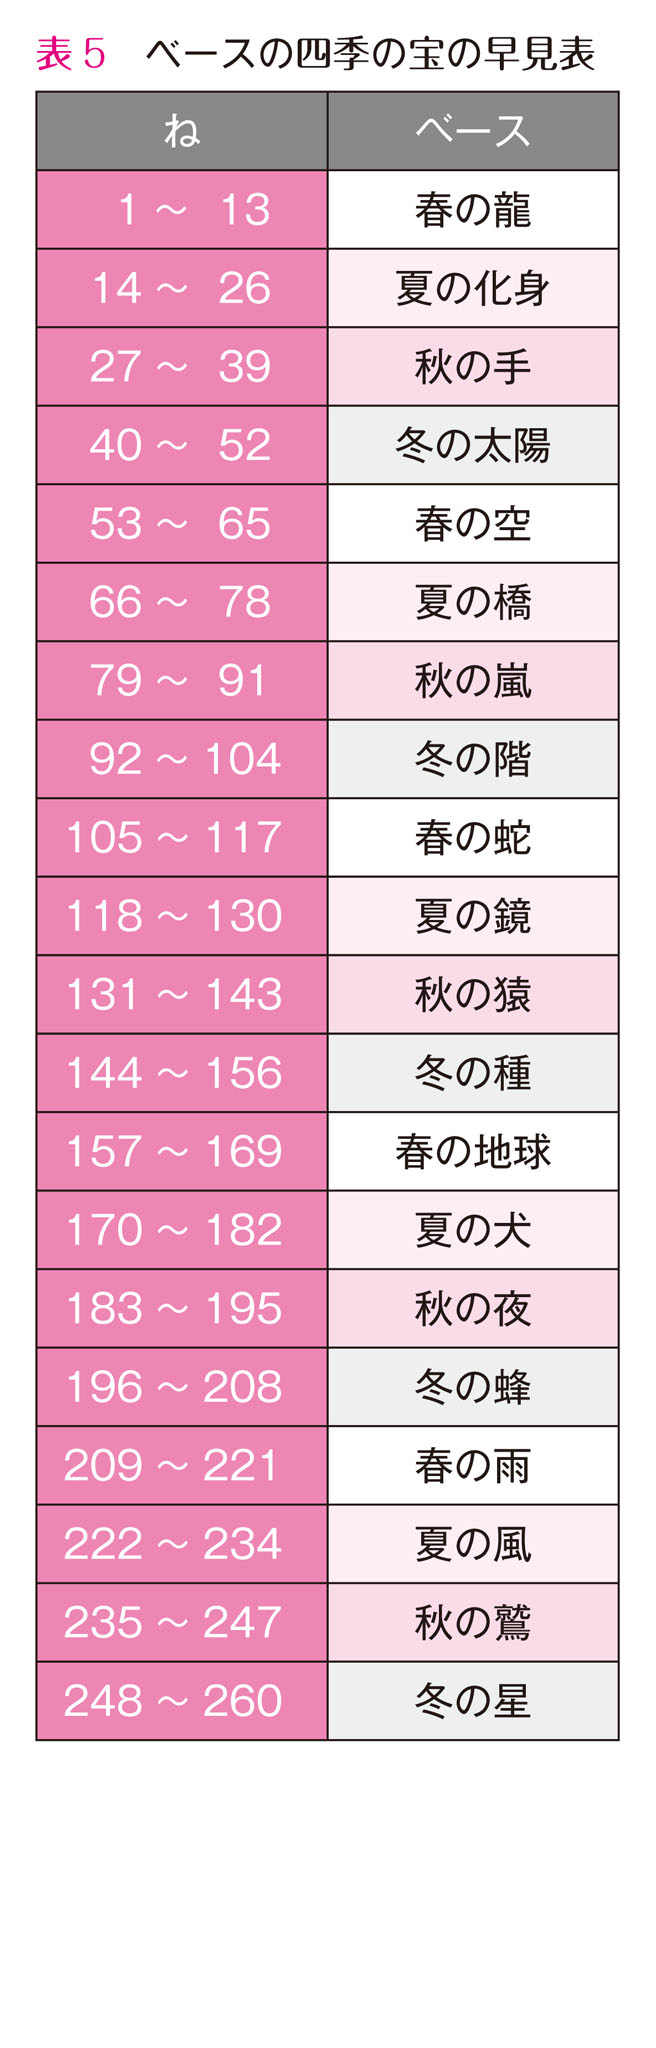 表5 ベースの四季の宝の早見表
ね ベース
1 ～ 13 春の龍
14 ～ 26 夏の化身
27 ～ 39 秋の手
40 ～ 52 冬の太陽
53 ～ 65 春の空
66 ～ 78 夏の橋
79 ～ 91 秋の嵐
92 ～ 104 冬の階
105 ～ 117 春の蛇
118 ～ 130 夏の鏡
131 ～ 143 秋の猿
144 ～ 156 冬の種
157 ～ 169 春の地球
170 ～ 182 夏の犬
183 ～ 195 秋の夜
196 ～ 208 冬の蜂
209 ～ 221 春の雨
222 ～ 234 夏の風
235 ～ 247 秋の鷲
248 ～ 260 冬の星